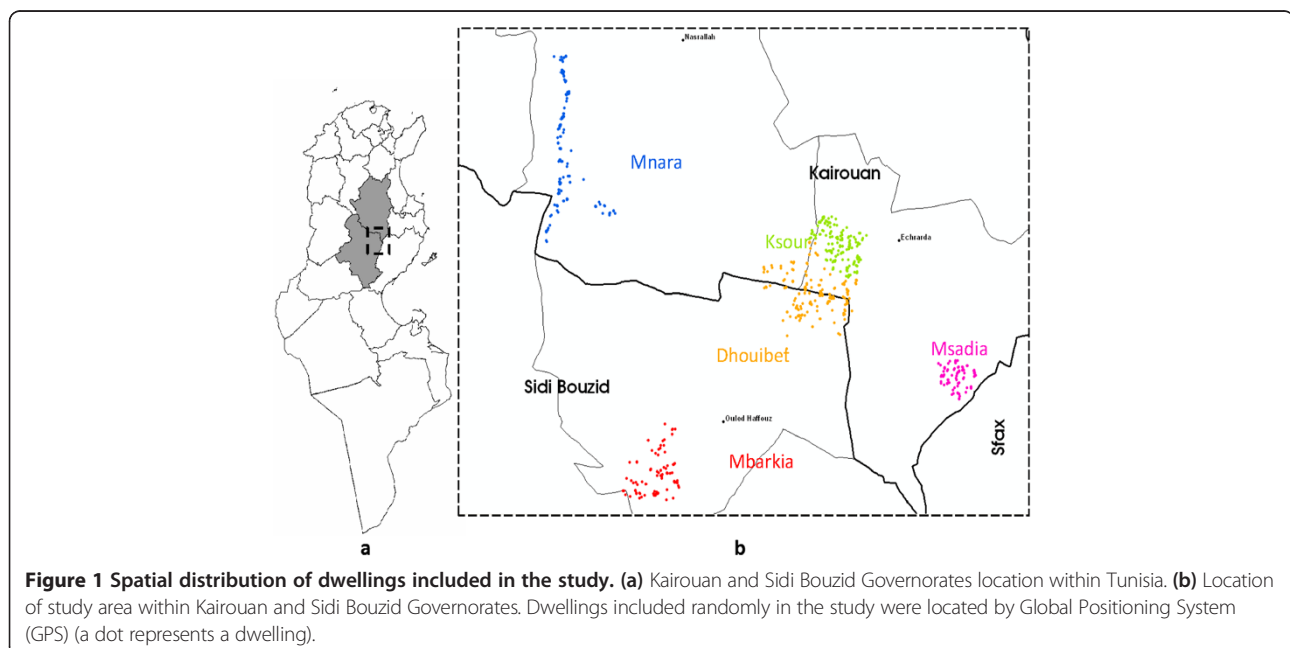 Nasrallah
Mnara
Kairouan
Ksour
Echrarda
Dhouibet
Msadia
Sidi Bouzid
Ouled Haffouz
Mbarkia
Sfax
a
b
Figure 1 Spatial distribution of dwellings included in the study. (a) Kairouan and Sidi Bouzid Governorates location within Tunisia. (b) Location
of study area within Kairouan and Sidi Bouzid Governorates. Dwellings included randomly in the study were located by Global Positioning System
(GPS) (a dot represents a dwelling).